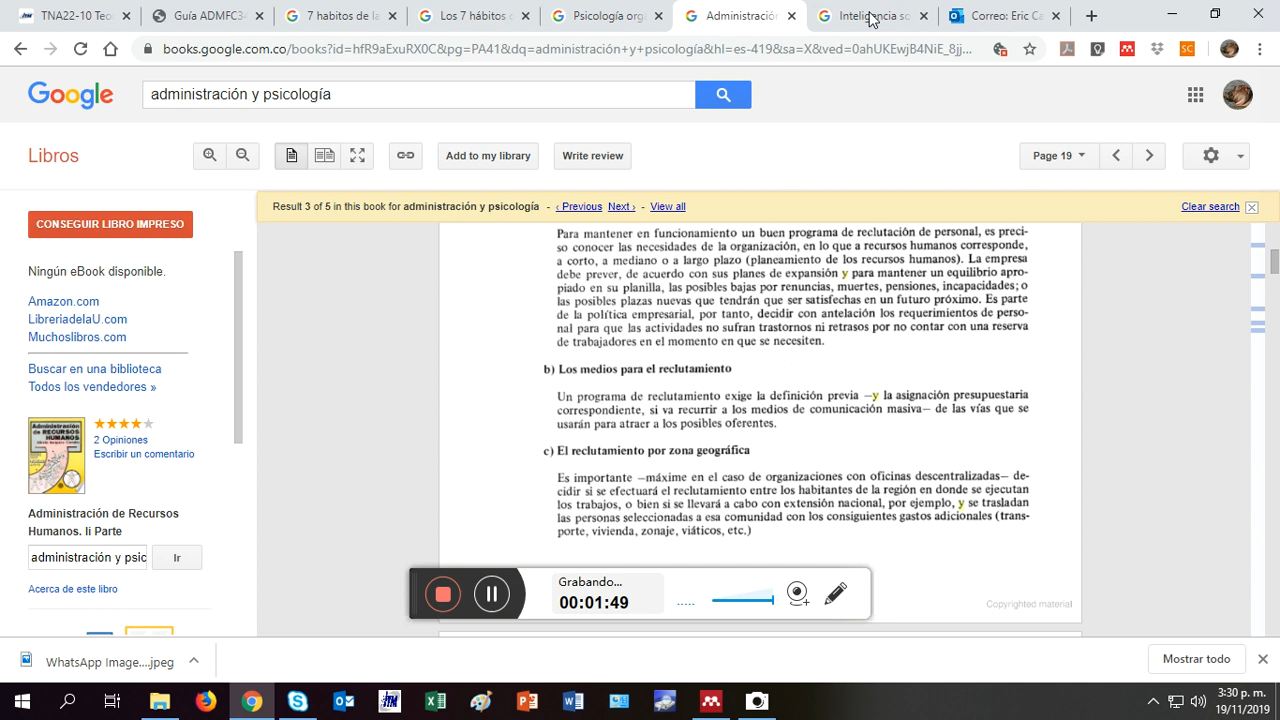 TNA22-10 Teo
Guía ADMFC34
7 habitos de la
Los 7 hábitos d
Psicología orga
Administración
Inteligencia so
Correo: Eric Ca
books.google.com.co/books?id=hfR9aExuRX0C&pg=PA41&dq=administración+y+psicología&hl=es-419&sa=X&ved=0ahUKEwjB4NiE_8jj...
SC
Google
administración y psicología
Libros
Add to my library
Write review
Page 19
Result 3 of 5 in this book for administración y psicología - ‹ Previous Next › - View all
Clear search
CONSEGUIR LIBRO IMPRESO
Ningún eBook disponible.
Amazon.com
LibreriadelaU.com
Muchoslibros.com
Buscar en una biblioteca
Todos los vendedores »
Administración
de RECURSOS
HUMANOS
2 Opiniones
Escribir un comentario
Administración de Recursos
Humanos. Ii Parte
administración y psic
Ir
Acerca de este libro
Para mantener en funcionamiento un buen programa de reclutación de personal, es preci-
so conocer las necesidades de la organización, en lo que a recursos humanos corresponde,
a corto, a mediano o a largo plazo (planeamiento de los recursos humanos). La empresa
debe prever, de acuerdo con sus planes de expansión y para mantener un equilibrio apro-
piado en su planilla, las posibles bajas por renuncias, muertes, pensiones, incapacidades; o
las posibles plazas nuevas que tendrán que ser satisfechas en un futuro próximo. Es parte
de la política empresarial, por tanto, decidir con antelación los requerimientos de perso-
nal para que las actividades no sufran trastornos ni retrasos por no contar con una reserva
de trabajadores en el momento en que se necesiten.
b) Los medios para el reclutamiento
Un programa de reclutamiento exige la definición previa —y la asignación presupuestaria
correspondiente, si va recurrir a los medios de comunicación masiva— de las vías que se
usarán para atraer a los posibles oferentes.
c) El reclutamiento por zona geográfica
Es importante —máxime en el caso de organizaciones con oficinas descentralizadas— de-
cidir si se efectuará el reclutamiento entre los habitantes de la región en donde se ejecutan
los trabajos, o bien si se llevará a cabo con extensión nacional, por ejemplo, y se trasladan
las personas seleccionadas a esa comunidad con los consiguientes gastos adicionales (trans-
porte, vivienda, zonaje, viáticos, etc.)
Copyrighted material
Grabando...
00:01:49
WhatsApp Image....jpeg
Mostrar todo
3:30 p. m.
19/11/2019